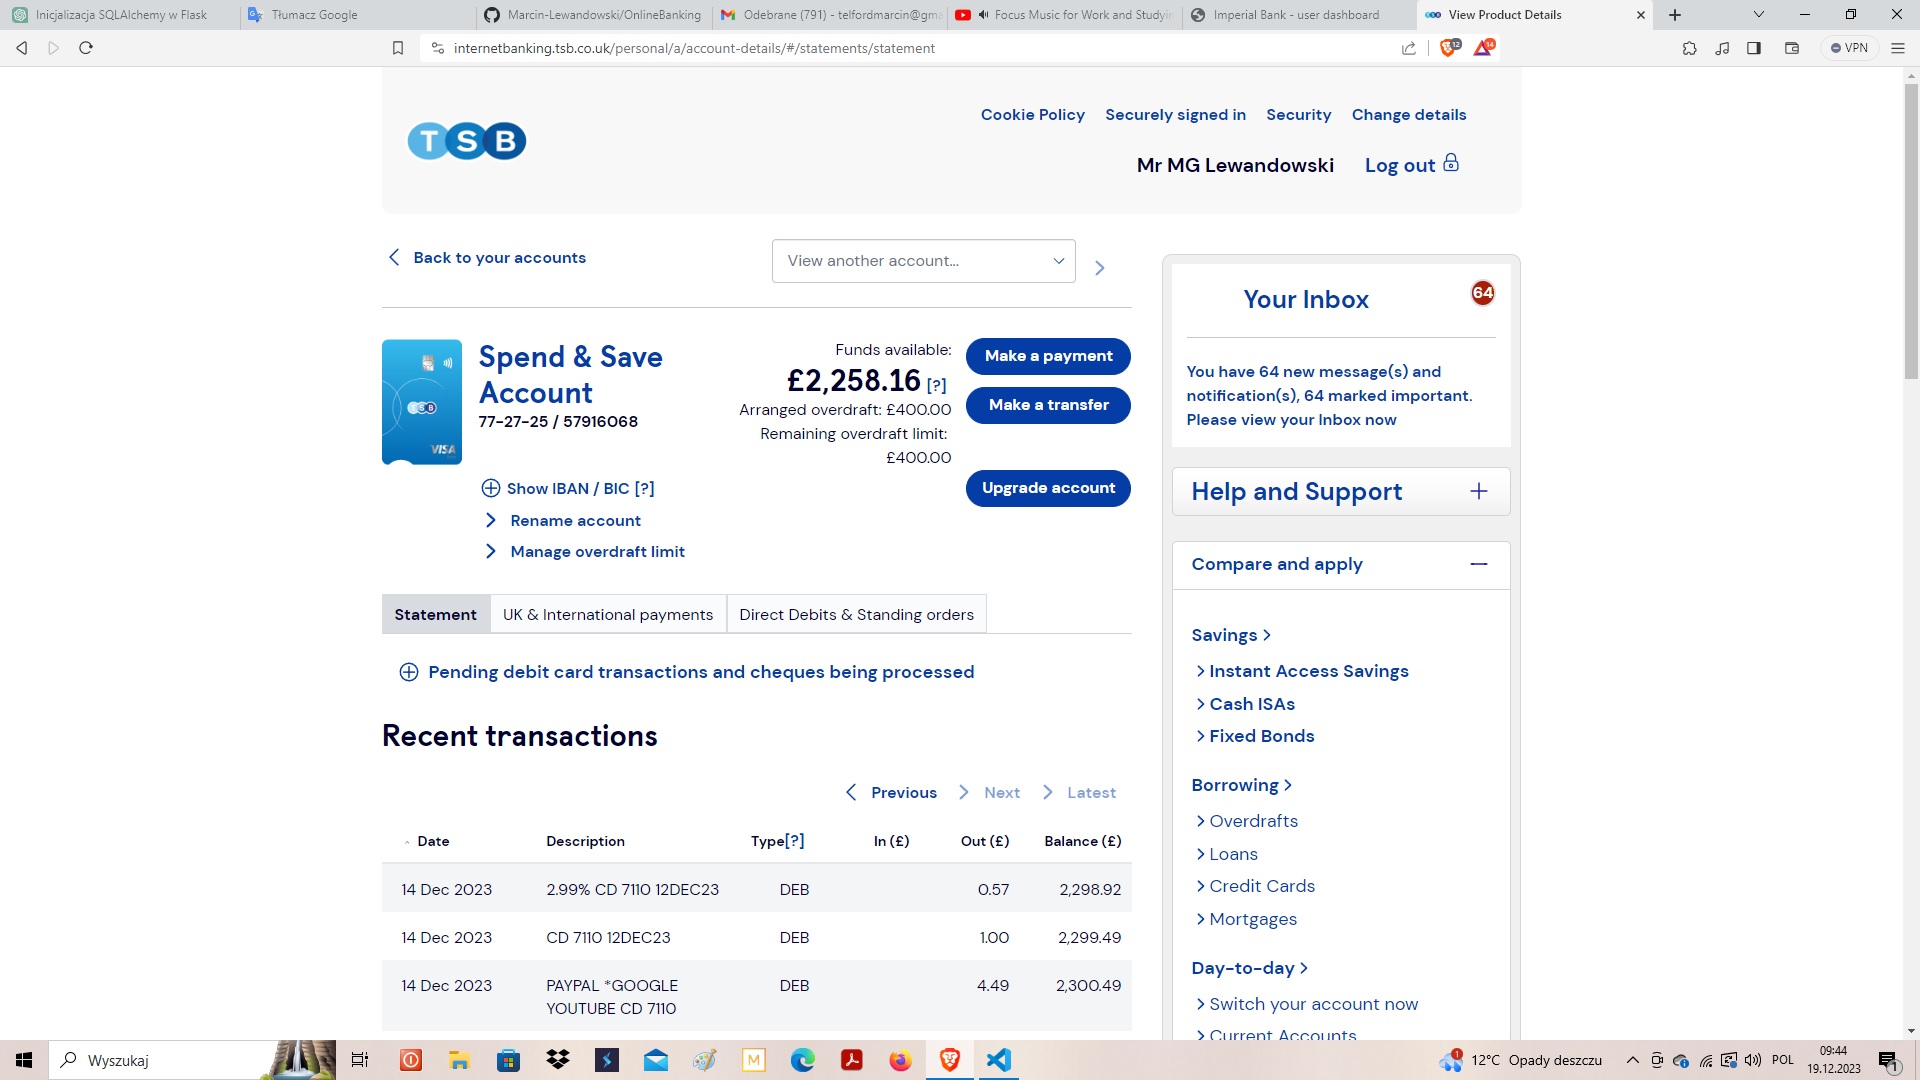 Inicjalizacja SQLAlchemy w Flask
Tłumacz Google
Marcin-Lewandowski/OnlineBanking
Odebrane (791) - telfordmarcin@gma
Focus Music for Work and Studyin
Imperial Bank - user dashboard
View Product Details
internetbanking.tsb.co.uk/personal/a/account-details/#/statements/statement
12
14
VPN
TSB
Cookie Policy Securely signed in Security Change details
Mr MG Lewandowski Log out
Back to your accounts
View another account...
Spend & Save
Account
77-27-25 / 57916068
TSB
VISA
Funds available:
£2,258.16 [?]
Arranged overdraft: £400.00
Remaining overdraft limit:
£400.00
Make a payment
Make a transfer
Upgrade account
Show IBAN / BIC [?]
Rename account
Manage overdraft limit
Statement UK & International payments Direct Debits & Standing orders
Pending debit card transactions and cheques being processed
Recent transactions
Previous Next Latest
Date Description Type[?] In (£) Out (£) Balance (£)
14 Dec 2023 2.99% CD 7110 12DEC23 DEB 0.57 2,298.92
14 Dec 2023 CD 7110 12DEC23 DEB 1.00 2,299.49
14 Dec 2023 PAYPAL *GOOGLE DEB 4.49 2,300.49
YOUTUBE CD 7110
Your Inbox 64
You have 64 new message(s) and
notification(s), 64 marked important.
Please view your Inbox now
Help and Support
Compare and apply
Savings
Instant Access Savings
Cash ISAs
Fixed Bonds
Borrowing
Overdrafts
Loans
Credit Cards
Mortgages
Day-to-day
Switch your account now
Current Accounts
Wyszukaj
M
1
12°C Opady deszczu
POL
09:44
19.12.2023
1